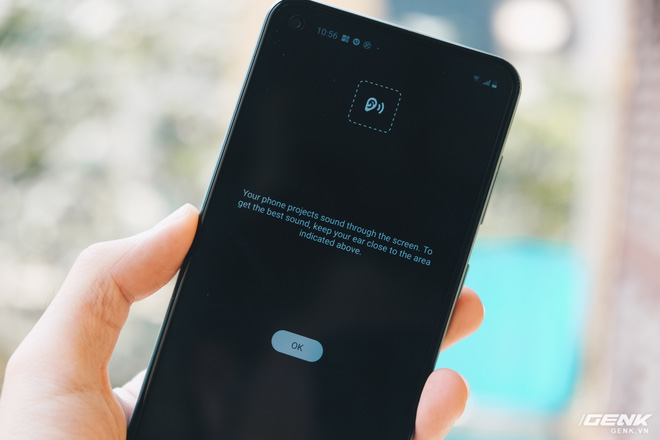 10:56
Your phone projects sound through the screen. To
get the best sound, keep your ear close to the area
indicated above.
OK
GENK
GENK.VN